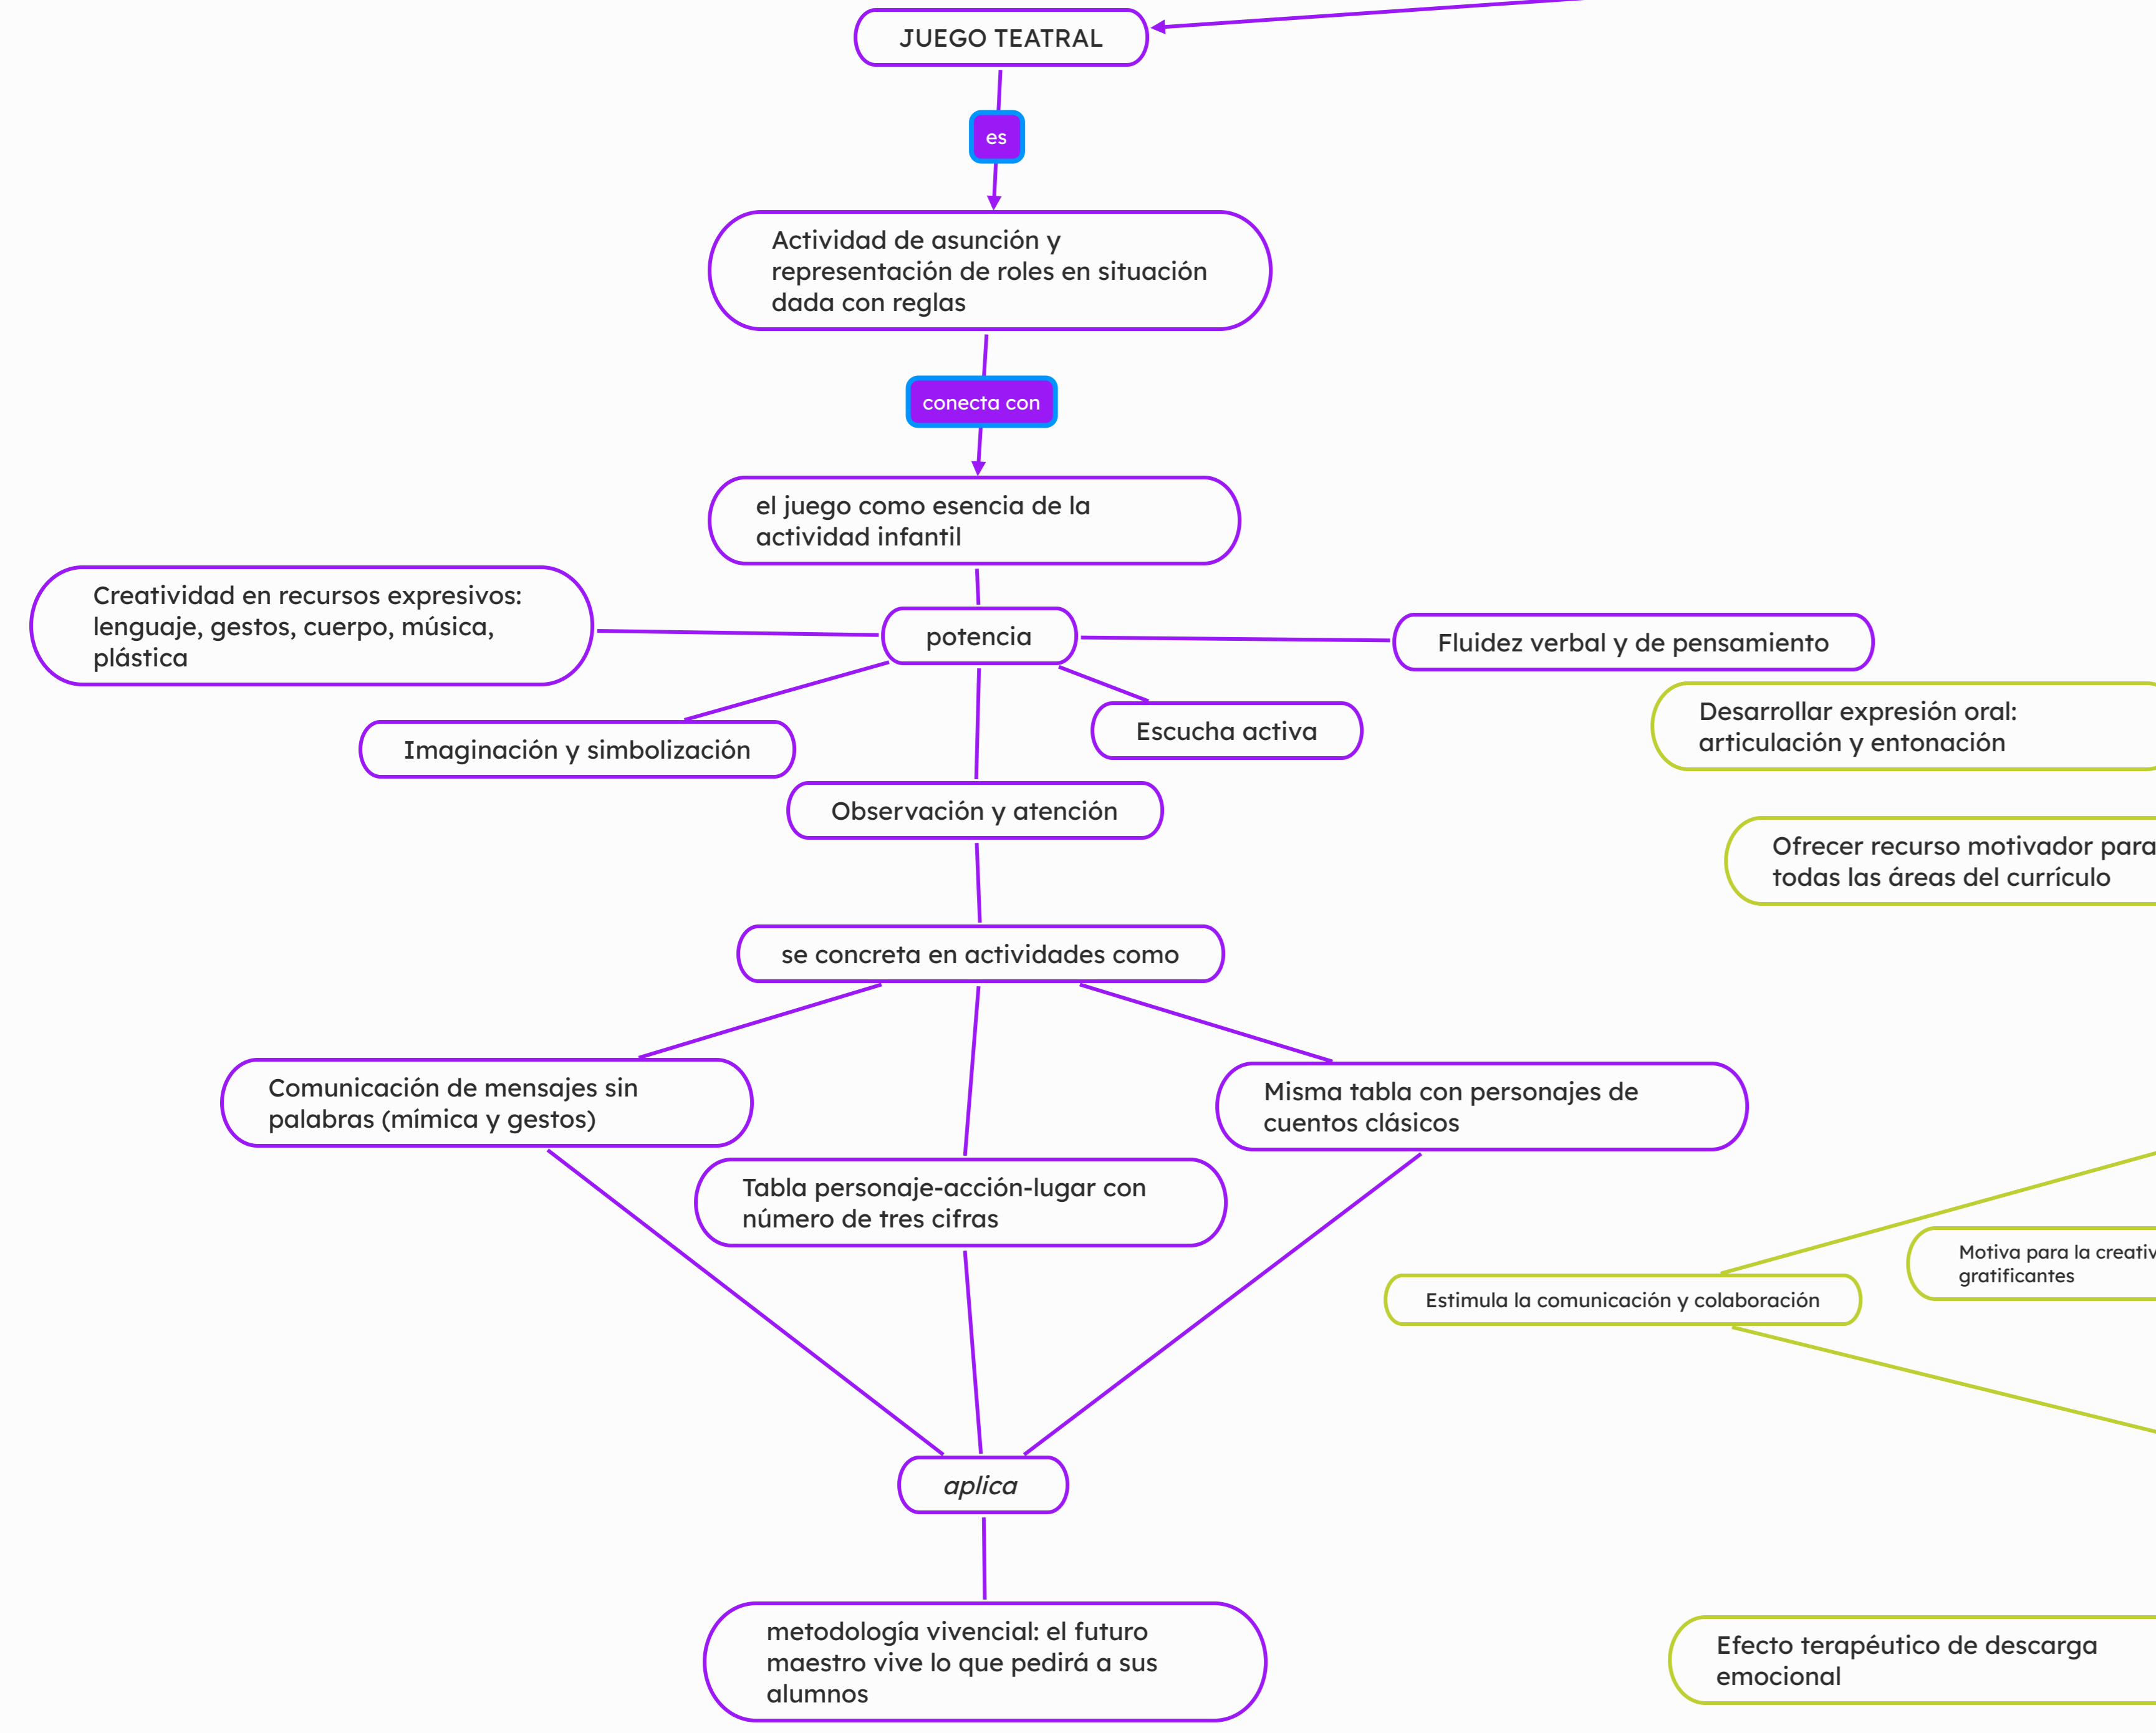 JUEGO TEATRAL
es
Actividad de asunción y
representación de roles en situación
dada con reglas
conecta con
el juego como esencia de la
actividad infantil
Creatividad en recursos expresivos:
lenguaje, gestos, cuerpo, música,
plástica
potencia
Fluidez verbal y de pensamiento
Imaginación y simbolización
Escucha activa
Observación y atención
Desarrollar expresión oral:
articulación y entonación
Ofrecer recurso motivador para
todas las áreas del currículo
se concreta en actividades como
Comunicación de mensajes sin
palabras (mímica y gestos)
Tabla personaje-acción-lugar con
número de tres cifras
Misma tabla con personajes de
cuentos clásicos
Motiva para la
gratificantes
Estimula la comunicación y colaboración
aplica
metodología vivencial: el futuro
maestro vive lo que pedirá a sus
alumnos
Efecto terapéutico de descarga
emocional